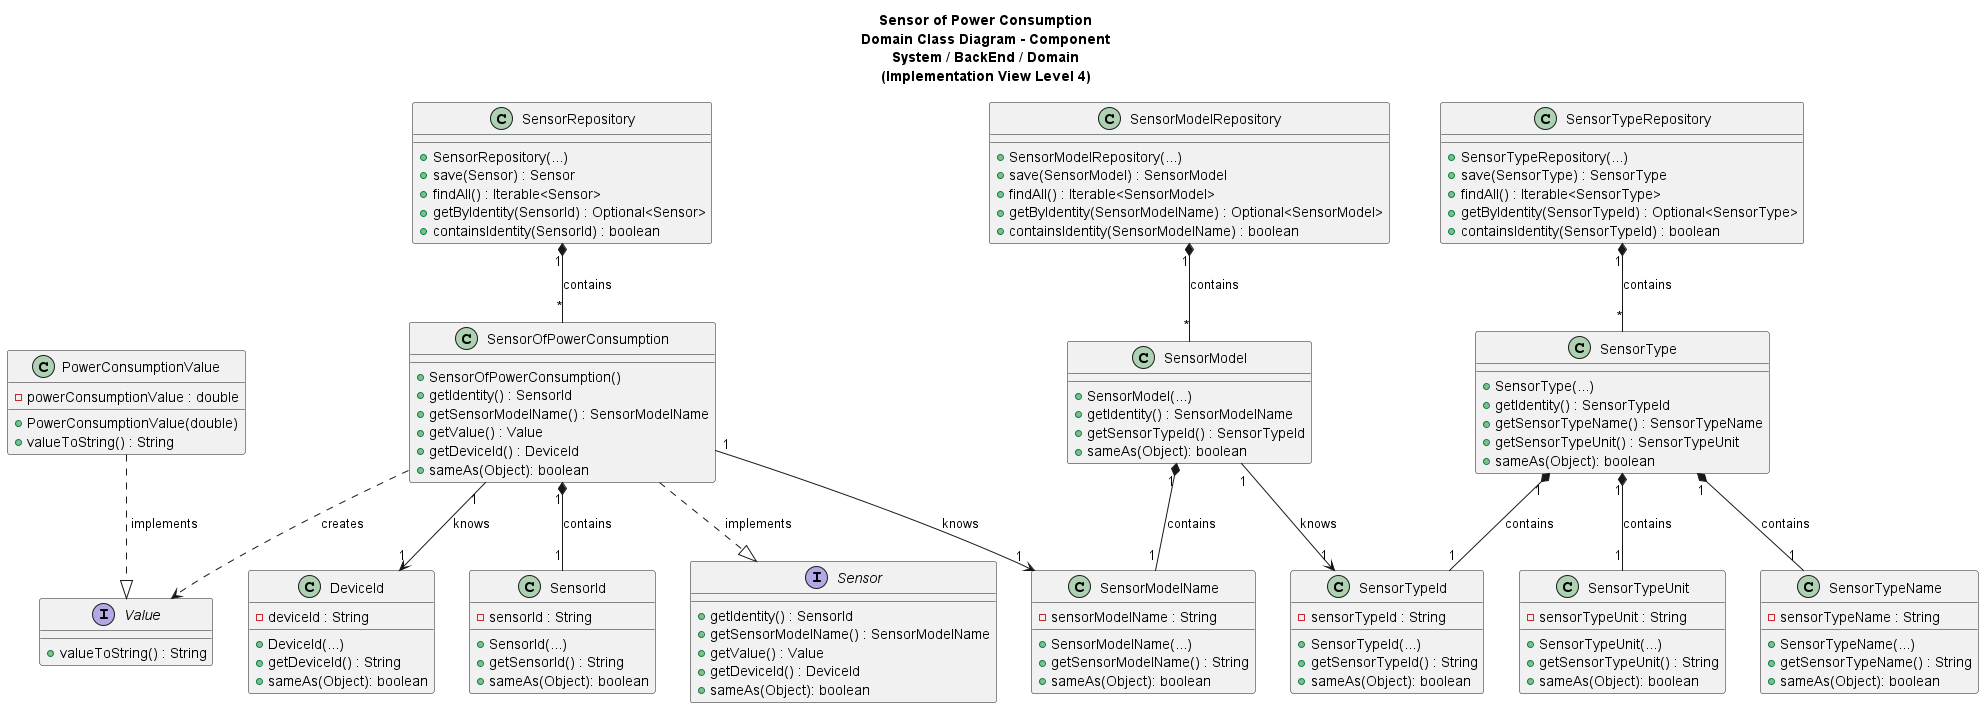 Sensor of Power Consumption
Domain Class Diagram - Component
System / BackEnd / Domain
(Implementation View Level 4)
C SensorRepository
SensorRepository(...)
save(Sensor) : Sensor
findAll() : Iterable<Sensor>
getByIdentity(SensorId) : Optional<Sensor>
containsIdentity(SensorId) : boolean
C SensorModelRepository
SensorModelRepository(...)
save(SensorModel) : SensorModel
findAll() : Iterable<SensorModel>
getByIdentity(SensorModelName) : Optional<SensorModel>
containsIdentity(SensorModelName) : boolean
C SensorTypeRepository
SensorTypeRepository(...)
save(SensorType) : SensorType
findAll() : Iterable<SensorType>
getByIdentity(SensorTypeId) : Optional<SensorType>
containsIdentity(SensorTypeId) : boolean
1
contains
*
1
contains
*
1
contains
*
C PowerConsumptionValue
powerConsumptionValue : double
PowerConsumptionValue(double)
valueToString() : String
C SensorOfPowerConsumption
SensorOfPowerConsumption()
getIdentity() : SensorId
getSensorModelName() : SensorModelName
getValue() : Value
getDeviceId() : DeviceId
sameAs(Object): boolean
C SensorModel
SensorModel(...)
getIdentity() : SensorModelName
getSensorTypeId() : SensorTypeId
sameAs(Object): boolean
C SensorType
SensorType(...)
getIdentity() : SensorTypeId
getSensorTypeName() : SensorTypeName
getSensorTypeUnit() : SensorTypeUnit
sameAs(Object): boolean
implements
creates
1
knows
1
1
contains
1
implements
1
knows
1
1
contains
1
1
knows
1
1
contains
1
1
contains
1
1
contains
1
I Value
valueToString() : String
C DeviceId
deviceId : String
DeviceId(...)
getDeviceId() : String
sameAs(Object): boolean
C SensorId
sensorId : String
SensorId(...)
getSensorId() : String
sameAs(Object): boolean
I Sensor
getIdentity() : SensorId
getSensorModelName() : SensorModelName
getValue() : Value
getDeviceId() : DeviceId
sameAs(Object): boolean
C SensorModelName
sensorModelName : String
SensorModelName(...)
getSensorModelName() : String
sameAs(Object): boolean
C SensorTypeId
sensorTypeId : String
SensorTypeId(...)
getSensorTypeId() : String
sameAs(Object): boolean
C SensorTypeUnit
sensorTypeUnit : String
SensorTypeUnit(...)
getSensorTypeUnit() : String
sameAs(Object): boolean
C SensorTypeName
sensorTypeName : String
SensorTypeName(...)
getSensorTypeName() : String
sameAs(Object): boolean